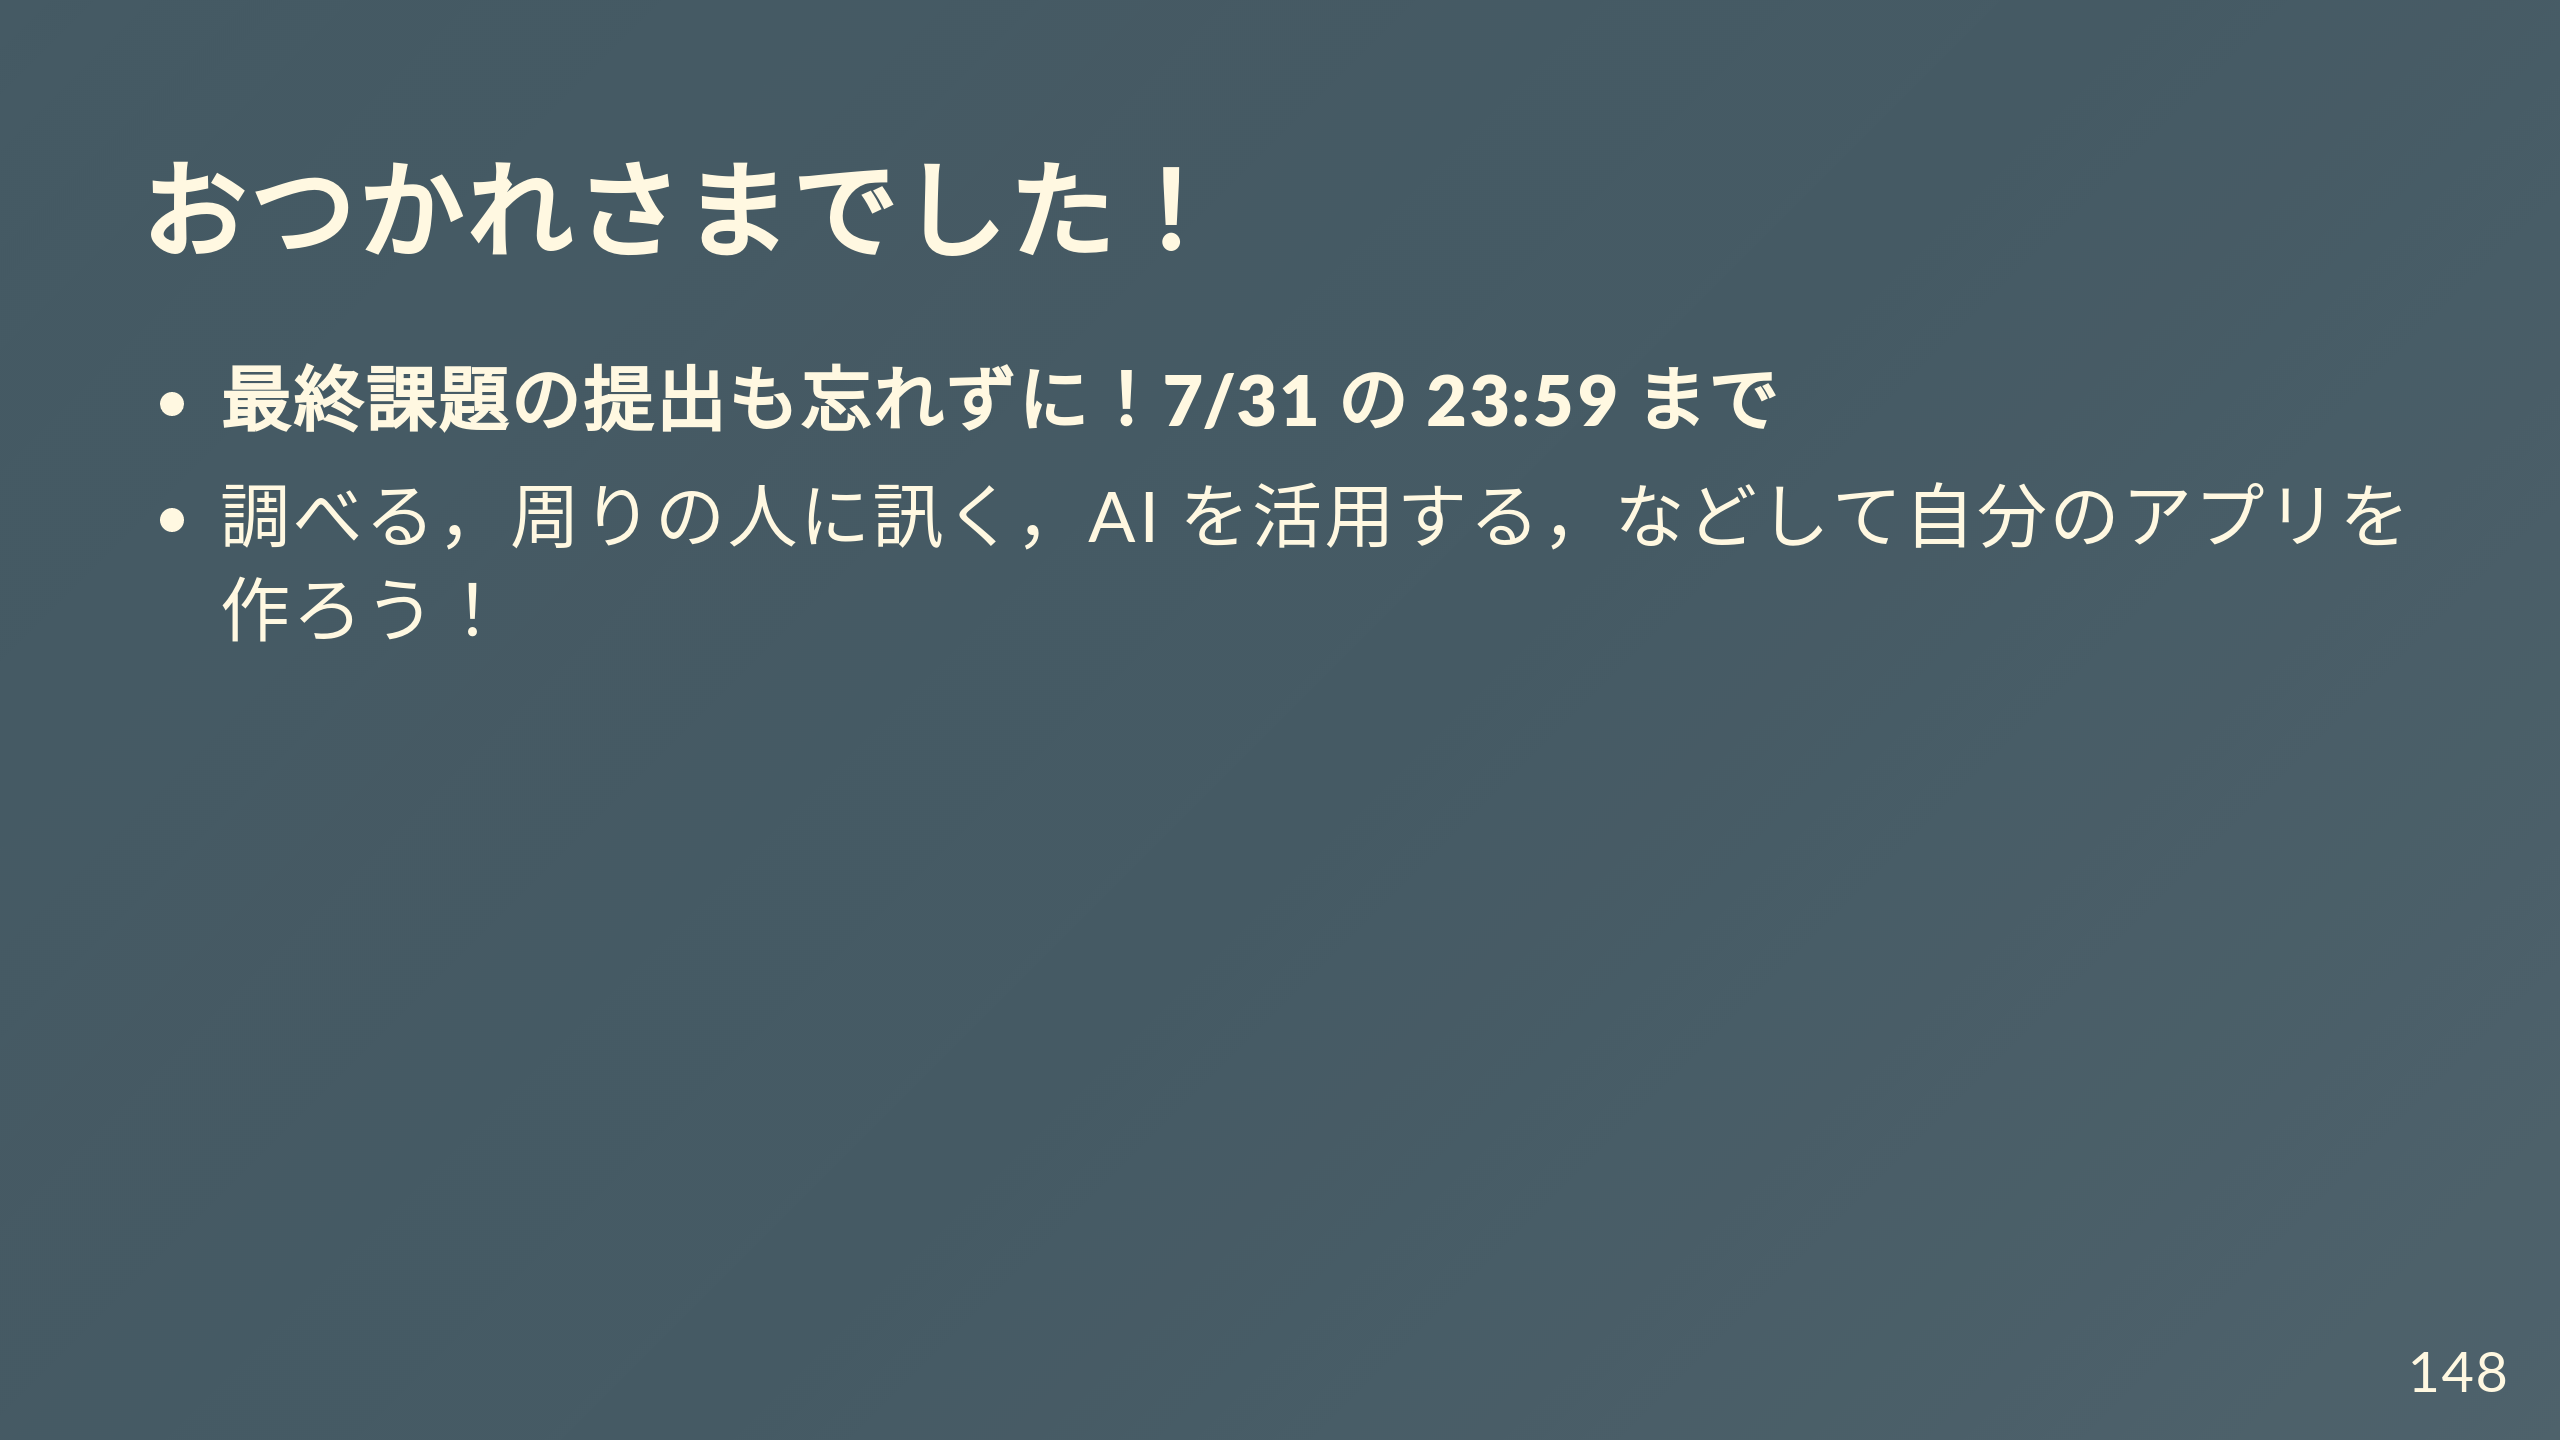 おつかれさまでした！
• 最終課題の提出も忘れずに！7/31 の 23:59 まで
• 調べる，周りの人に訊く，AI を活用する，などして自分のアプリを
作ろう！
148